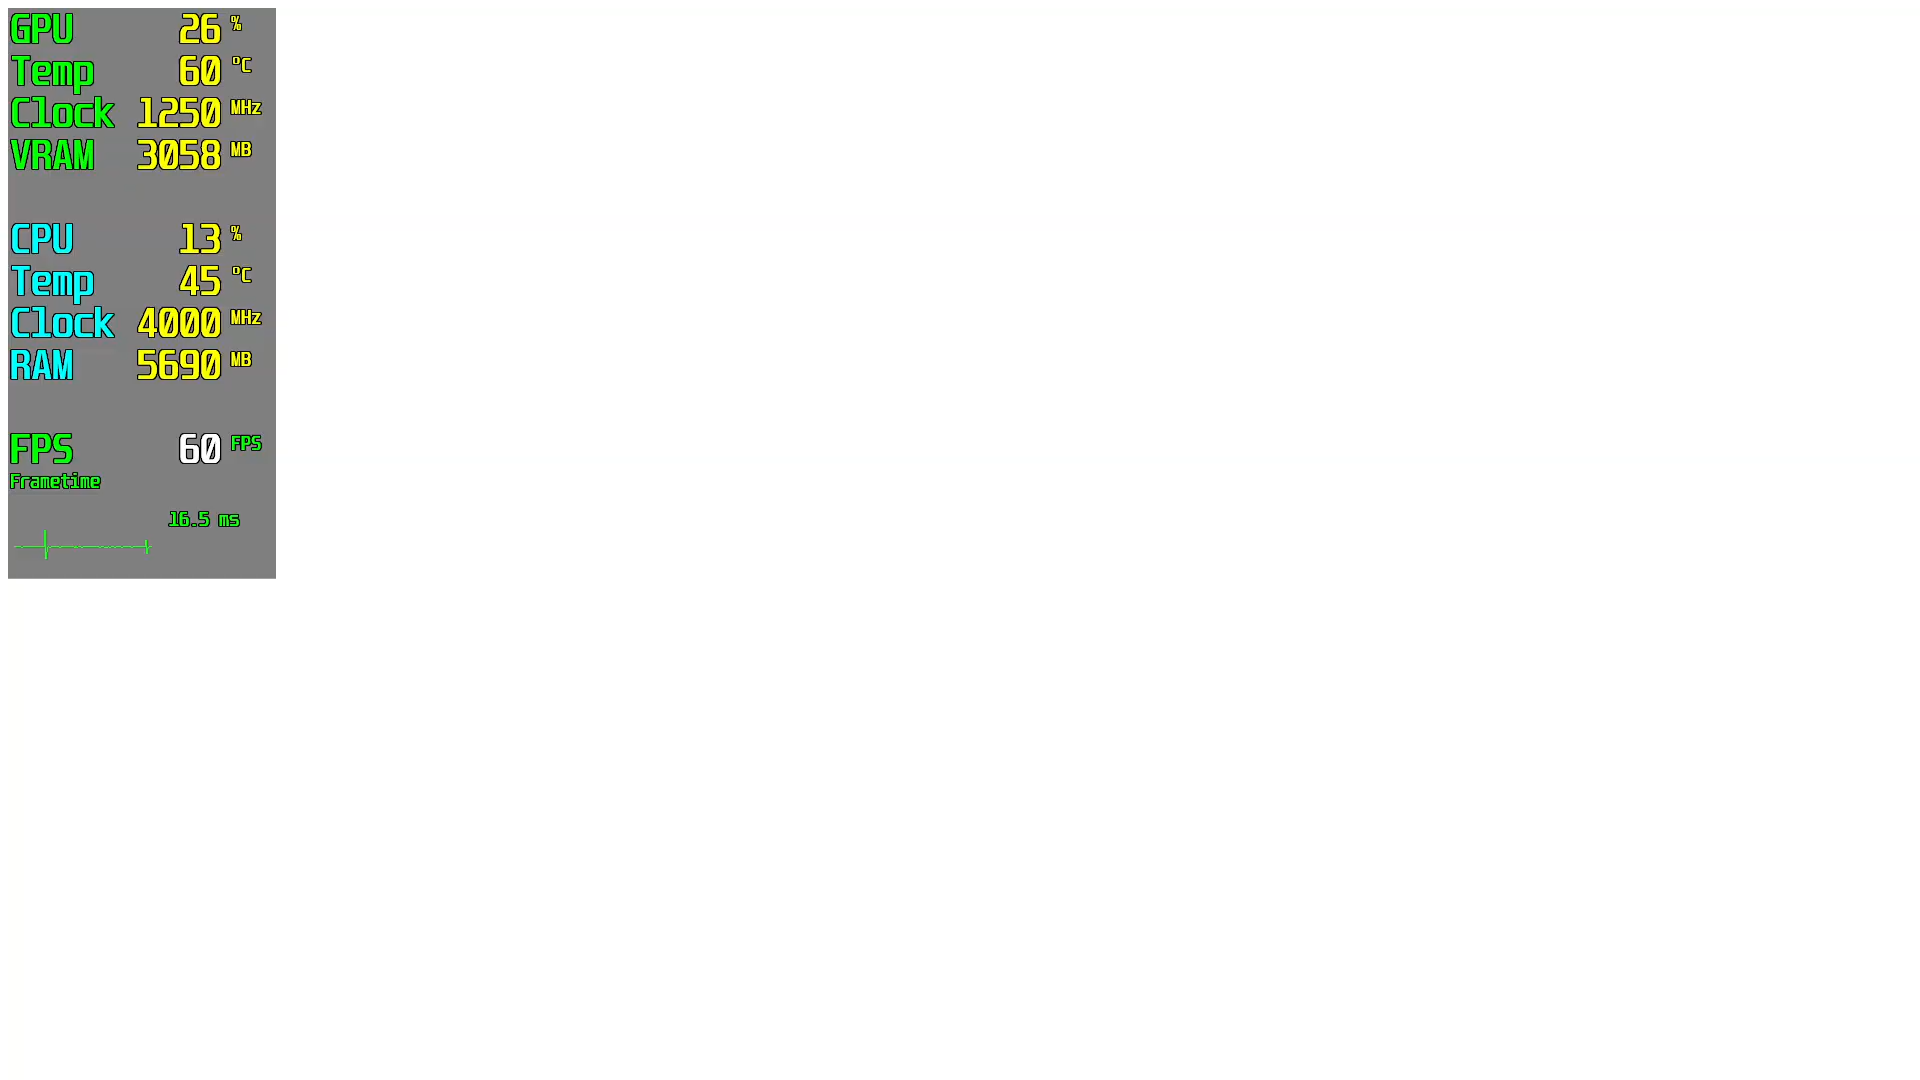 GPU 26 %
Temp 60 °C
Clock 1250 MHz
VRAM 3058 MB
CPU 13 %
Temp 45 °C
Clock 4000 MHz
RAM 5690 MB
FPS 60 FPS
Frametime
16.5 ms